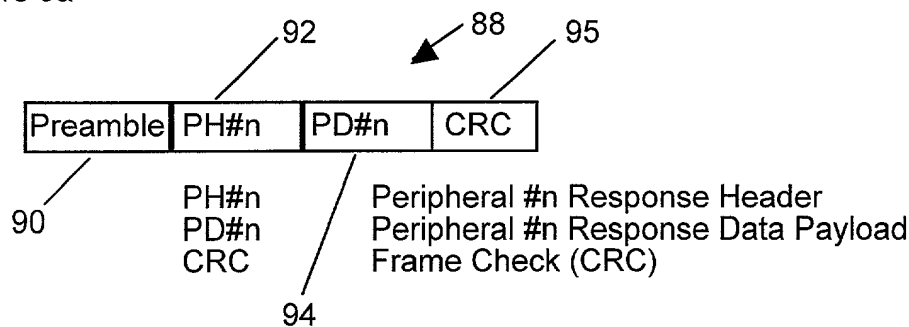 92 88 95
Preamble PH#n PD#n CRC
90
PH#n Peripheral #n Response Header
PD#n Peripheral #n Response Data Payload
CRC Frame Check (CRC)
94